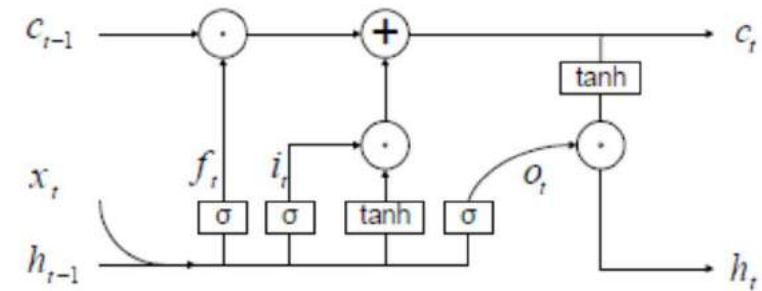 c_{t-1} · + c_t
tanh
· ·
x_t f_t i_t o_t
σ σ tanh σ
h_{t-1} h_t